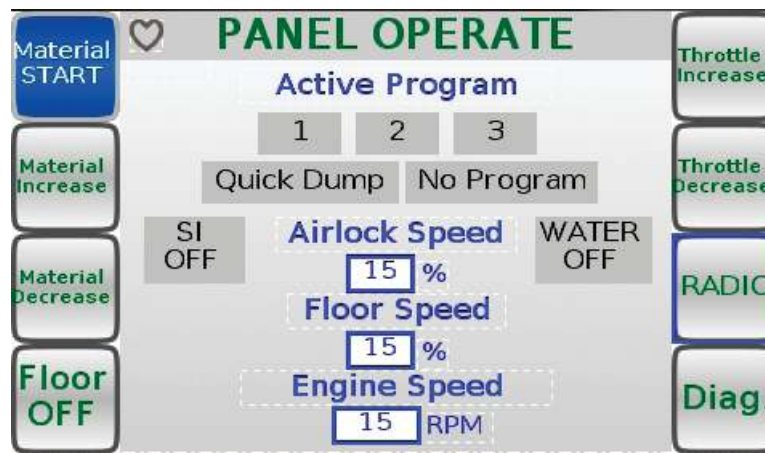 Material
START
PANEL OPERATE
Throttle
Increase
Active Program
1 2 3
Material
Increase
Quick Dump No Program
Throttle
Decrease
SI
OFF
Airlock Speed
WATER
OFF
15 %
Material
Decrease
Floor Speed
RADIO
15 %
Floor
OFF
Engine Speed
Diag
15 RPM